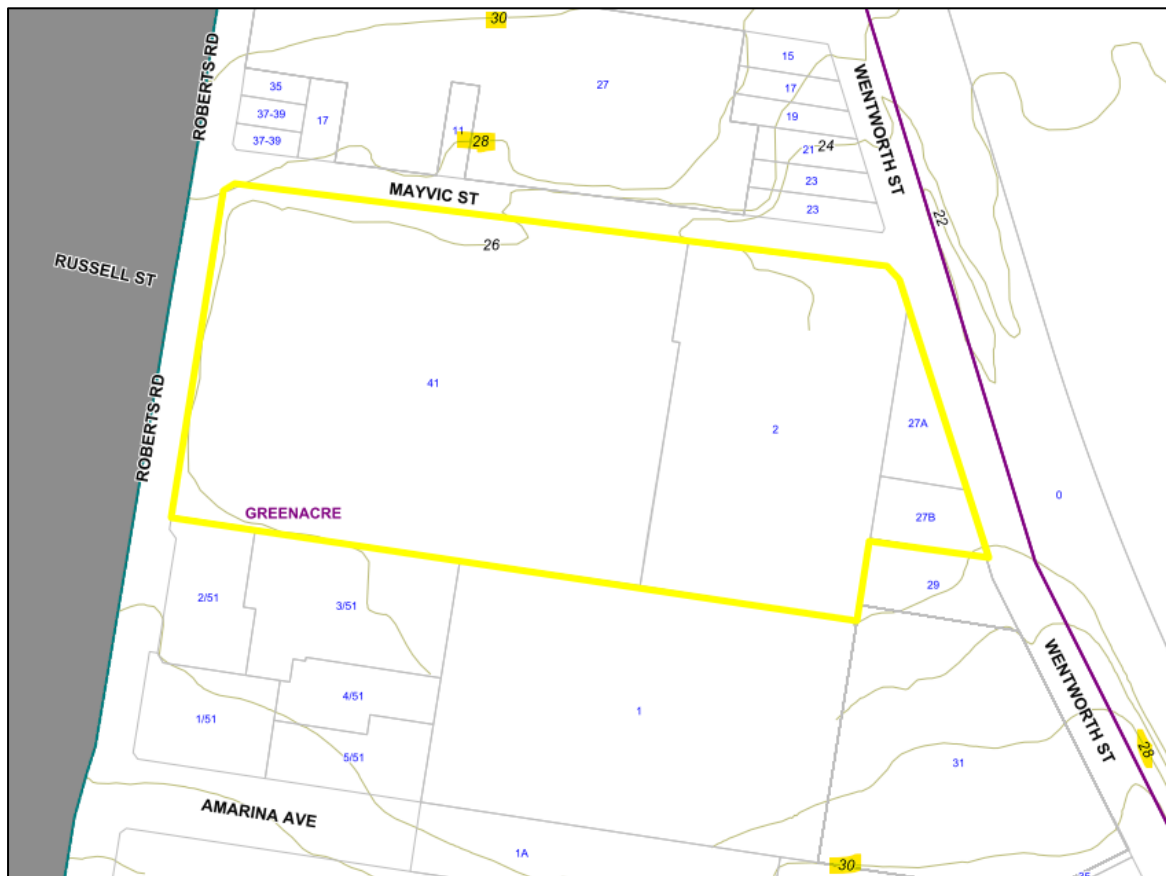 30
ROBERTS RD
35
37-39
37-39
17
11
28
27
15
17
19
21
24
23
23
WENTWORTH ST
22
MAYVIC ST
RUSSELL ST
26
41
2
27A
27B
0
ROBERTS RD
GREENACRE
29
2/51
3/51
4/51
1/51
5/51
1
31
WENTWORTH ST
28
AMARINA AVE
1A
30
35